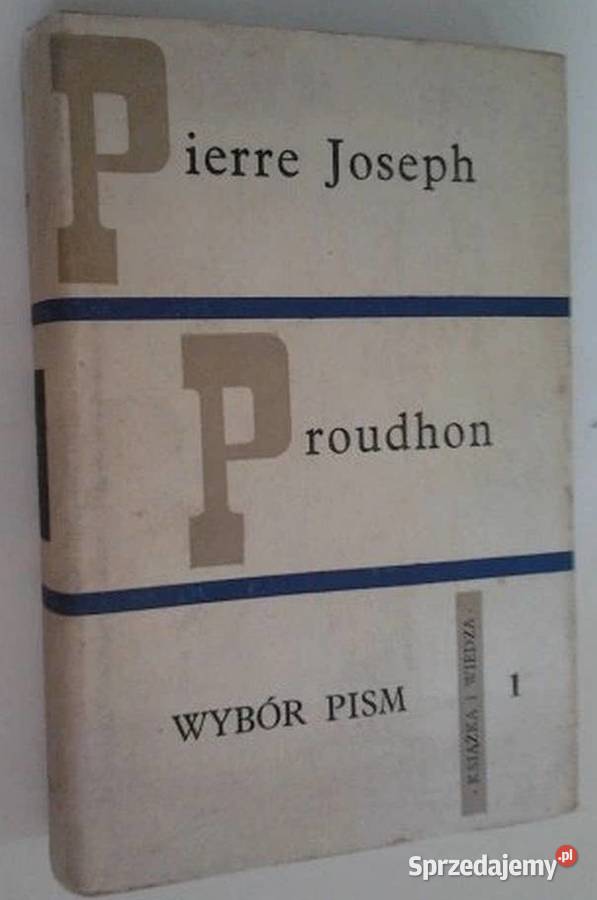 Pierre Joseph
Proudhon
WYBÓR PISM
· KSIĄŻKA I WIEDZA ·
1
Sprzedajemy.pl